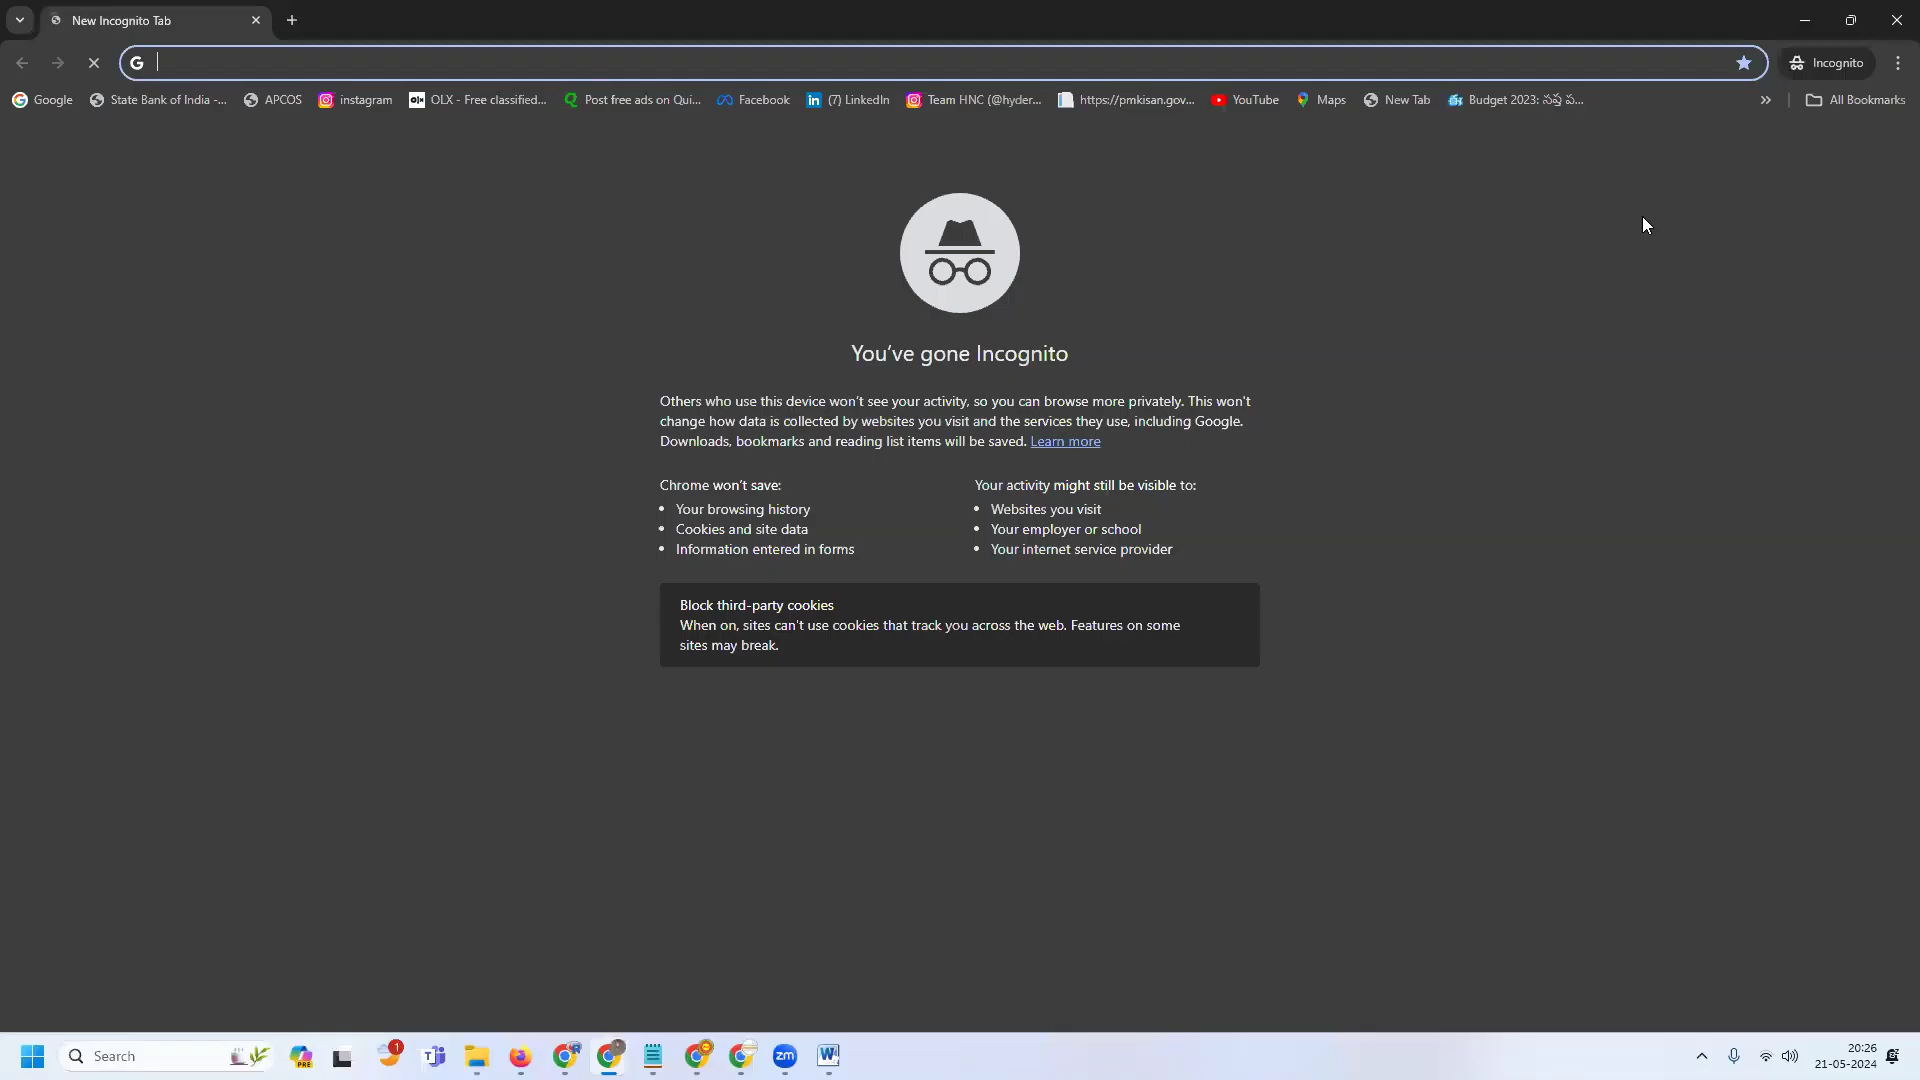 New Incognito Tab
Incognito
Google
State Bank of India -...
APCOS
instagram
OLX - Free classified...
Post free ads on Qui...
Facebook
(7) LinkedIn
Team HNC (@hyder...
https://pmkisan.gov...
YouTube
Maps
New Tab
Budget 2023: సప్త ప...
All Bookmarks
You've gone Incognito
Others who use this device won't see your activity, so you can browse more privately. This won't
change how data is collected by websites you visit and the services they use, including Google.
Downloads, bookmarks and reading list items will be saved. Learn more
Chrome won't save:
Your browsing history
Cookies and site data
Information entered in forms
Your activity might still be visible to:
Websites you visit
Your employer or school
Your internet service provider
Block third-party cookies
When on, sites can't use cookies that track you across the web. Features on some
sites may break.
Search
PRE
1
zm
20:26
21-05-2024